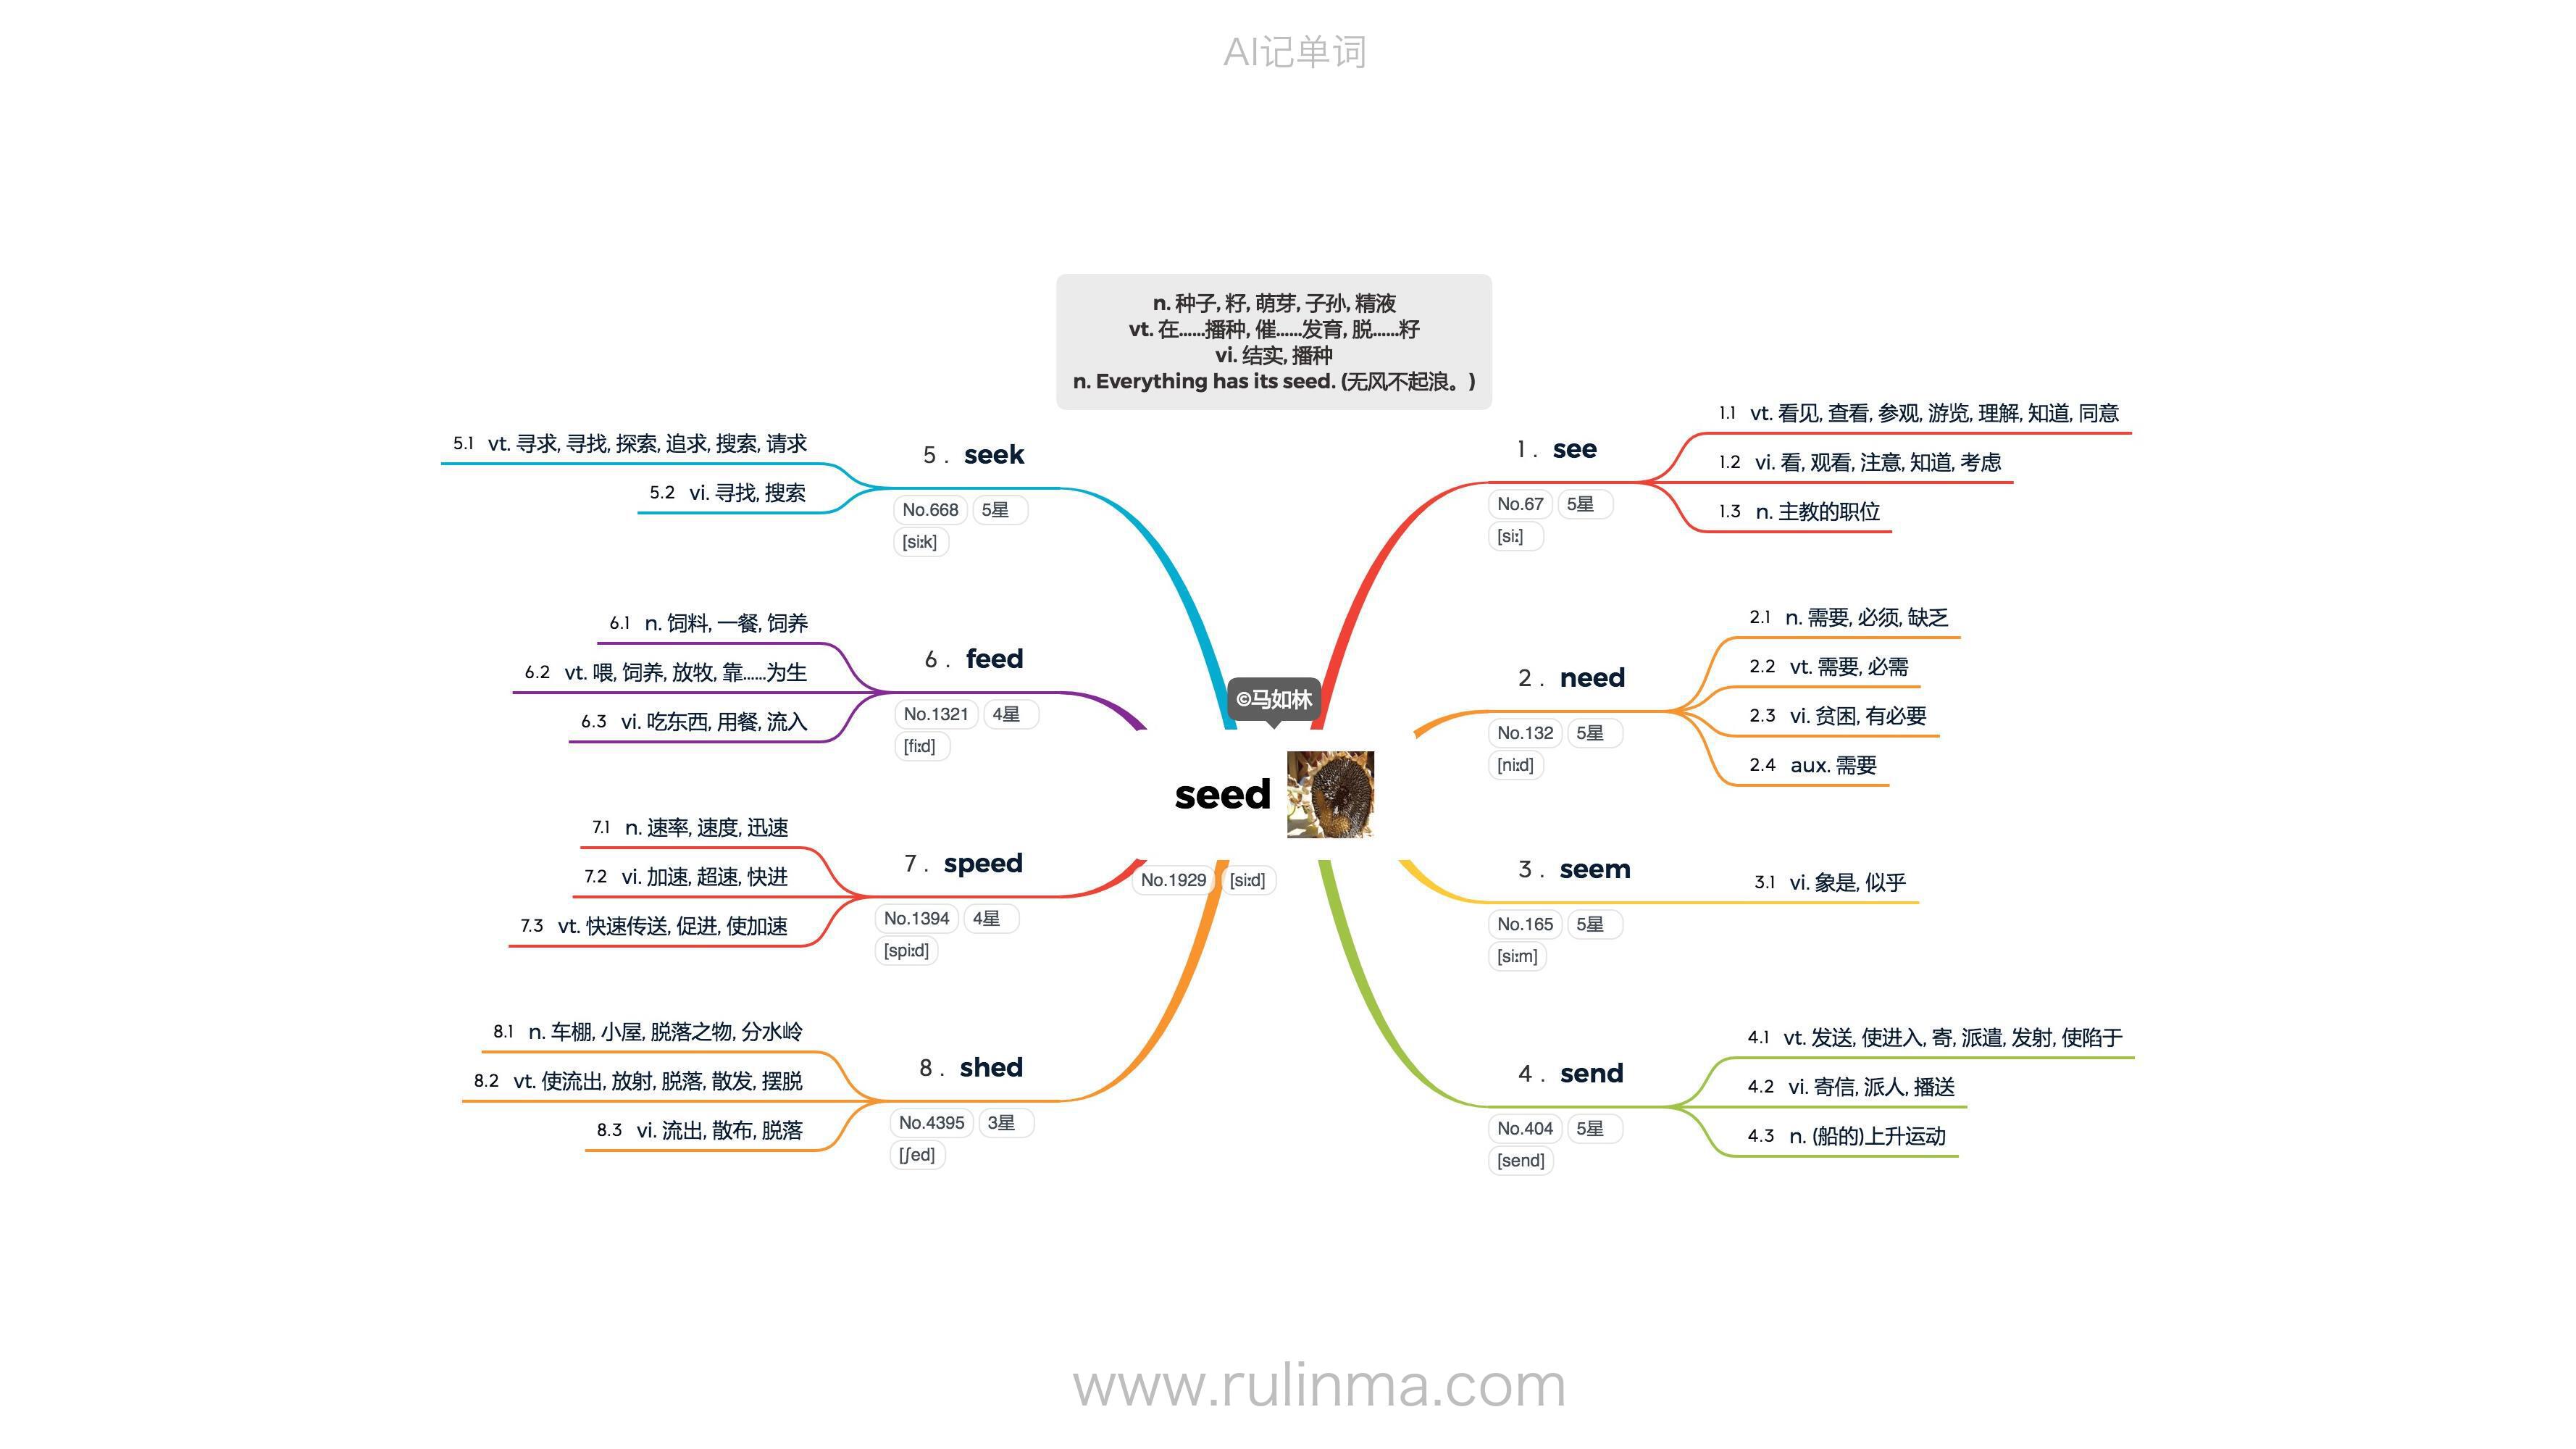 AI记单词
n. 种子, 籽, 萌芽, 子孙, 精液
vt. 在……播种, 催……发育, 脱……籽
vi. 结实, 播种
n. Everything has its seed. (无风不起浪。)
©马如林
seed
No.1929 [siːd]
1. see
No.67 5星
[siː]
1.1 vt. 看见, 查看, 参观, 游览, 理解, 知道, 同意
1.2 vi. 看, 观看, 注意, 知道, 考虑
1.3 n. 主教的职位
2. need
No.132 5星
[niːd]
2.1 n. 需要, 必须, 缺乏
2.2 vt. 需要, 必需
2.3 vi. 贫困, 有必要
2.4 aux. 需要
3. seem
No.165 5星
[siːm]
3.1 vi. 象是, 似乎
4. send
No.404 5星
[send]
4.1 vt. 发送, 使进入, 寄, 派遣, 发射, 使陷于
4.2 vi. 寄信, 派人, 播送
4.3 n. (船的)上升运动
5. seek
No.668 5星
[siːk]
5.1 vt. 寻求, 寻找, 探索, 追求, 搜索, 请求
5.2 vi. 寻找, 搜索
6. feed
No.1321 4星
[fiːd]
6.1 n. 饲料, 一餐, 饲养
6.2 vt. 喂, 饲养, 放牧, 靠……为生
6.3 vi. 吃东西, 用餐, 流入
7. speed
No.1394 4星
[spiːd]
7.1 n. 速率, 速度, 迅速
7.2 vi. 加速, 超速, 快进
7.3 vt. 快速传送, 促进, 使加速
8. shed
No.4395 3星
[ʃed]
8.1 n. 车棚, 小屋, 脱落之物, 分水岭
8.2 vt. 使流出, 放射, 脱落, 散发, 摆脱
8.3 vi. 流出, 散布, 脱落
www.rulinma.com